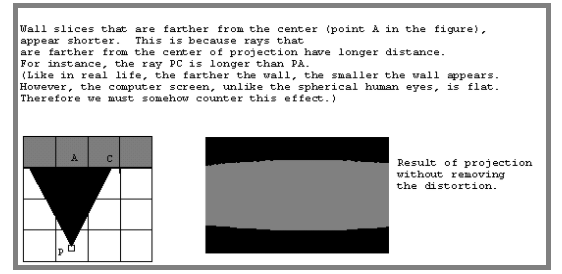 Wall slices that are farther from the center (point A in the figure),
appear shorter.  This is because rays that
are farther from the center of projection have longer distance.
For instance, the ray PC is longer than PA.
(Like in real life, the farther the wall, the smaller the wall appears.
However, the computer screen, unlike the spherical human eyes, is flat.
Therefore we must somehow counter this effect.)
A C
P
Result of projection
without removing
the distortion.